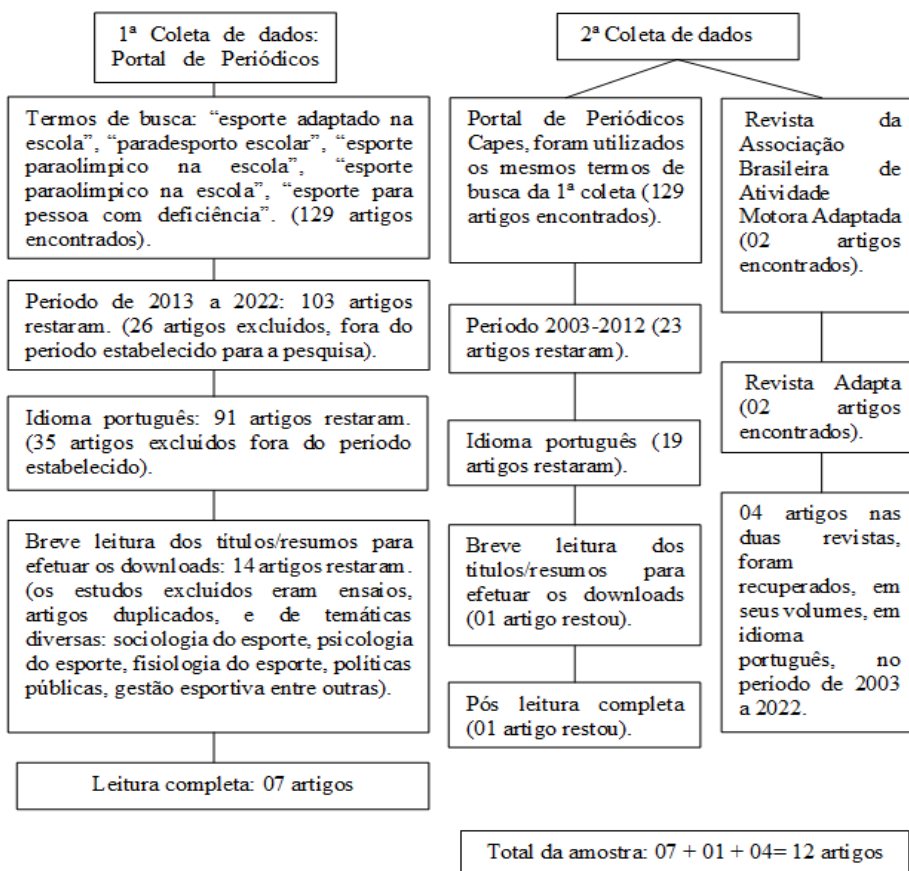 1ª Coleta de dados:
Portal de Periódicos
Termos de busca: “esporte adaptado na
escola”, “paradesporto escolar”, “esporte
paraolímpico na escola”, “esporte
paraolímpico na escola”, “esporte para
pessoa com deficiência”. (129 artigos
encontrados).
Período de 2013 a 2022: 103 artigos
restaram. (26 artigos excluídos, fora do
período estabelecido para a pesquisa).
Idioma português: 91 artigos restaram.
(35 artigos excluídos fora do período
estabelecido).
Breve leitura dos títulos/resumos para
efetuar os downloads: 14 artigos restaram.
(os estudos excluídos eram ensaios,
artigos duplicados, e de temáticas
diversas: sociologia do esporte, psicologia
do esporte, fisiologia do esporte, políticas
públicas, gestão esportiva entre outras).
Leitura completa: 07 artigos
2ª Coleta de dados
Portal de Periódicos
Capes, foram utilizados
os mesmos termos de
busca da 1ª coleta (129
artigos encontrados).
Período 2003-2012 (23
artigos restaram).
Idioma português (19
artigos restaram).
Breve leitura dos
títulos/resumos para
efetuar os downloads
(01 artigo restou).
Pós leitura completa
(01 artigo restou).
Revista da
Associação
Brasileira de
Atividade
Motora Adaptada
(02 artigos
encontrados).
Revista Adapta
(02 artigos
encontrados).
04 artigos nas
duas revistas,
foram
recuperados, em
seus volumes, em
idioma
português, no
período de 2003
a 2022.
Total da amostra: 07 + 01 + 04= 12 artigos